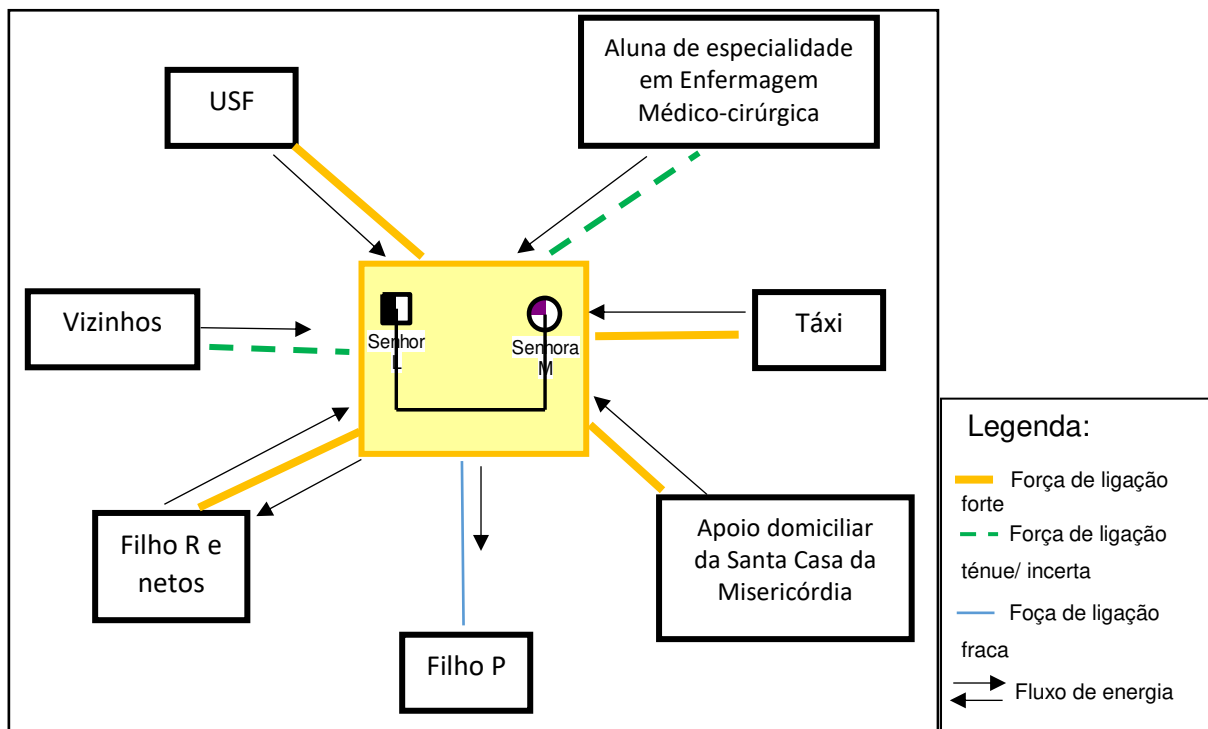 USF
Aluna de especialidade
em Enfermagem
Médico-cirúrgica
Vizinhos
Senhor
L
Senhora
M
Táxi
Filho R e
netos
Filho P
Apoio domiciliar
da Santa Casa da
Misericórdia
Legenda:
Força de ligação
forte
Força de ligação
ténue/ incerta
Foça de ligação
fraca
Fluxo de energia